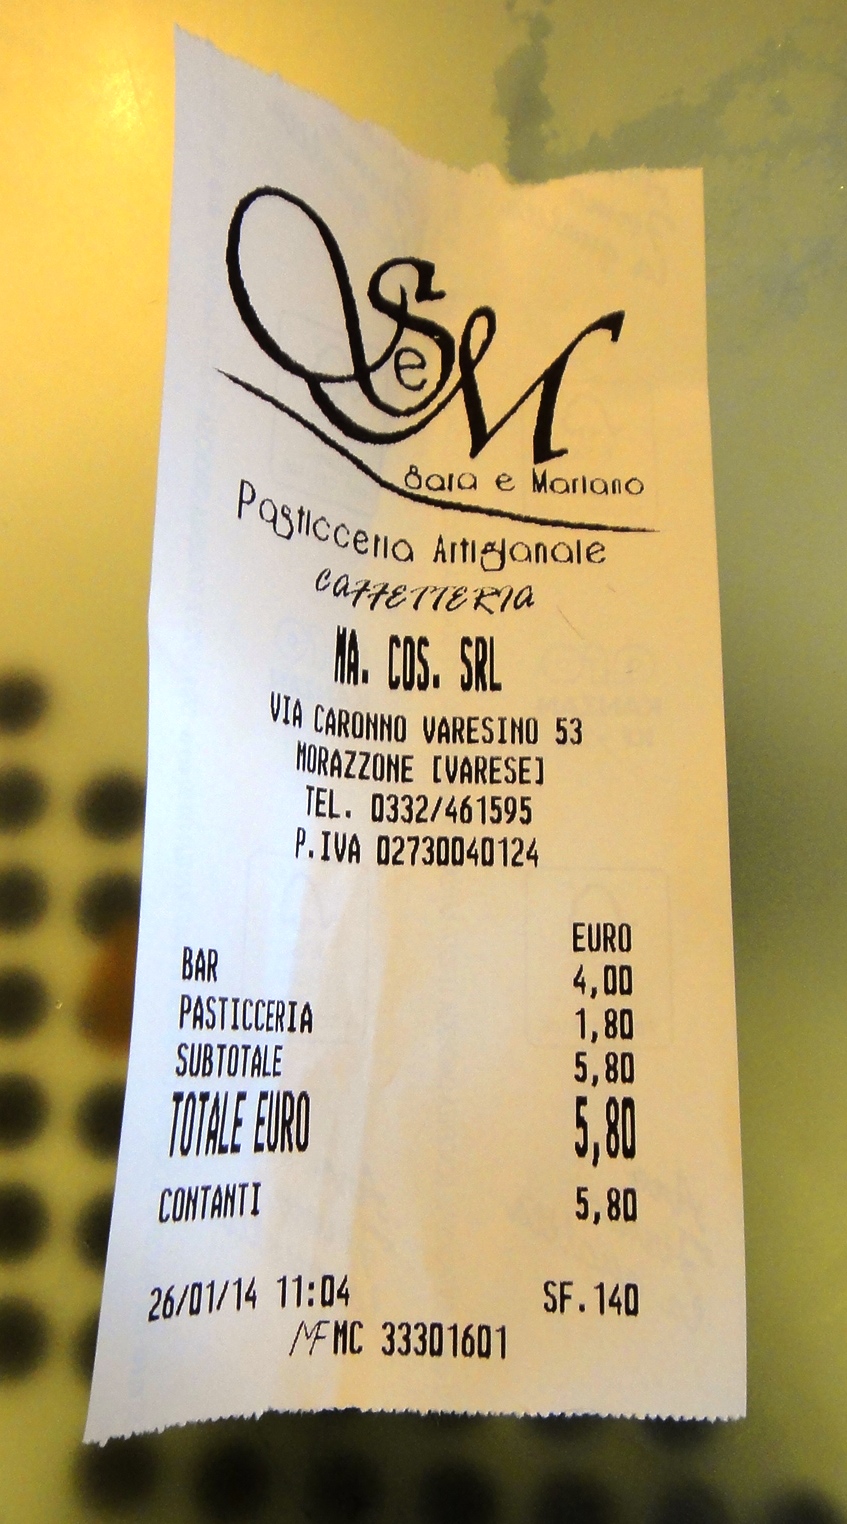 S e M
Sara e Mariano
Pasticceria Artigianale
CAFFETTERIA
MA. COS. SRL
VIA CARONNO VARESINO 53
MORAZZONE [VARESE]
TEL. 0332/461595
P.IVA 02730040124
EURO
BAR 4,00
PASTICCERIA 1,80
SUBTOTALE 5,80
TOTALE EURO 5,80
CONTANTI 5,80
26/01/14 11:04 SF.140
MF MC 33301601